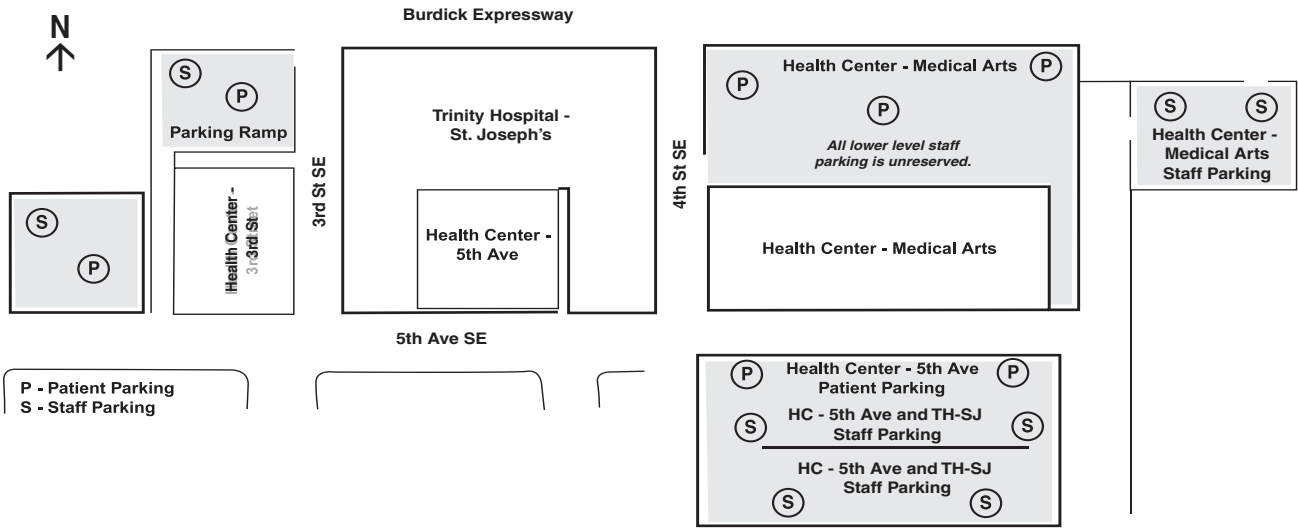 Burdick Expressway
N
S
P
Parking Ramp
S
P
Health Center -
3rd St
3rd St SE
Trinity Hospital -
St. Joseph's
Health Center -
5th Ave
4th St SE
Health Center - Medical Arts
P
P
P
All lower level staff
parking is unreserved.
Health Center - Medical Arts
S
S
Health Center -
Medical Arts
Staff Parking
5th Ave SE
P - Patient Parking
S - Staff Parking
P
Health Center - 5th Ave
Patient Parking
P
S
HC - 5th Ave and TH-SJ
Staff Parking
S
HC - 5th Ave and TH-SJ
Staff Parking
S
S